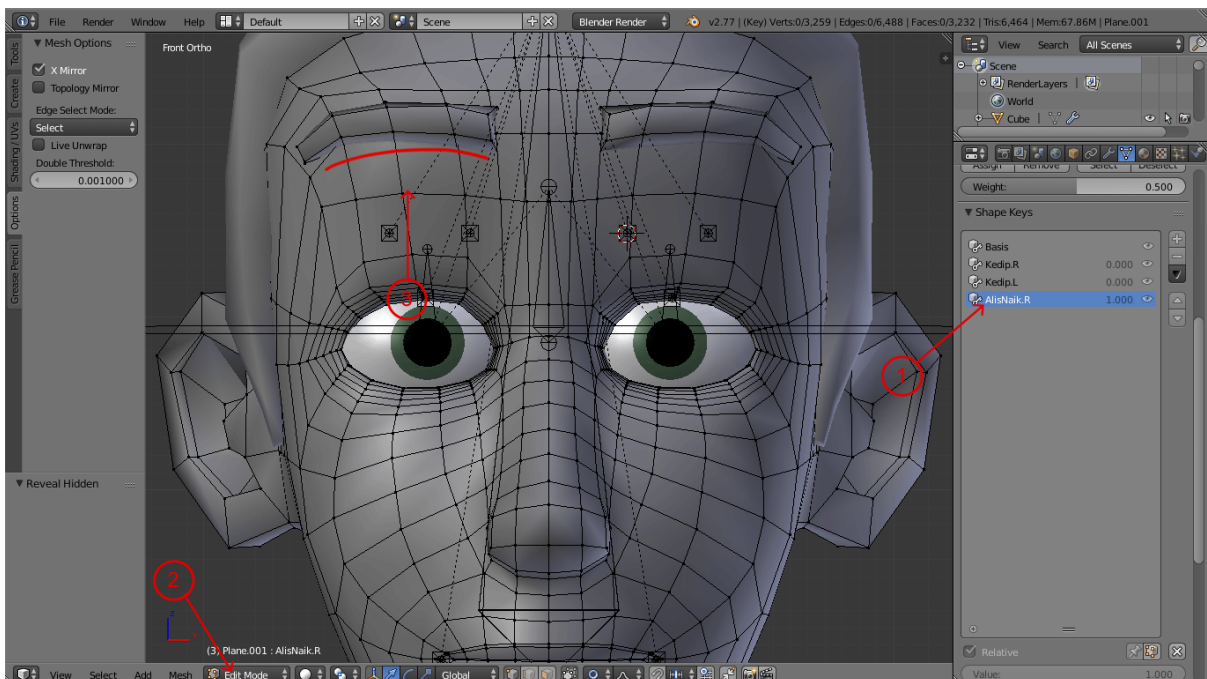 File Render Window Help Default Scene Blender Render v2.77 | (Key) Verts:0/3,259 | Edges:0/6,488 | Faces:0/3,232 | Tris:6,464 | Mem:67.86M | Plane.001
Tools
Create
Shading / UVs
Options
Grease Pencil
Mesh Options
X Mirror
Topology Mirror
Edge Select Mode:
Select
Live Unwrap
Double Threshold:
0.001000
Reveal Hidden
Front Ortho
3
1
2
z
(3) Plane.001 : AlisNaik.R
View Select Add Mesh Edit Mode Global
View Search All Scenes
Scene
RenderLayers |
World
Cube |
Assign Remove Select Deselect
Weight: 0.500
Shape Keys
Basis
Kedip.R 0.000
Kedip.L 0.000
AlisNaik.R 1.000
Relative
Value: 1.000